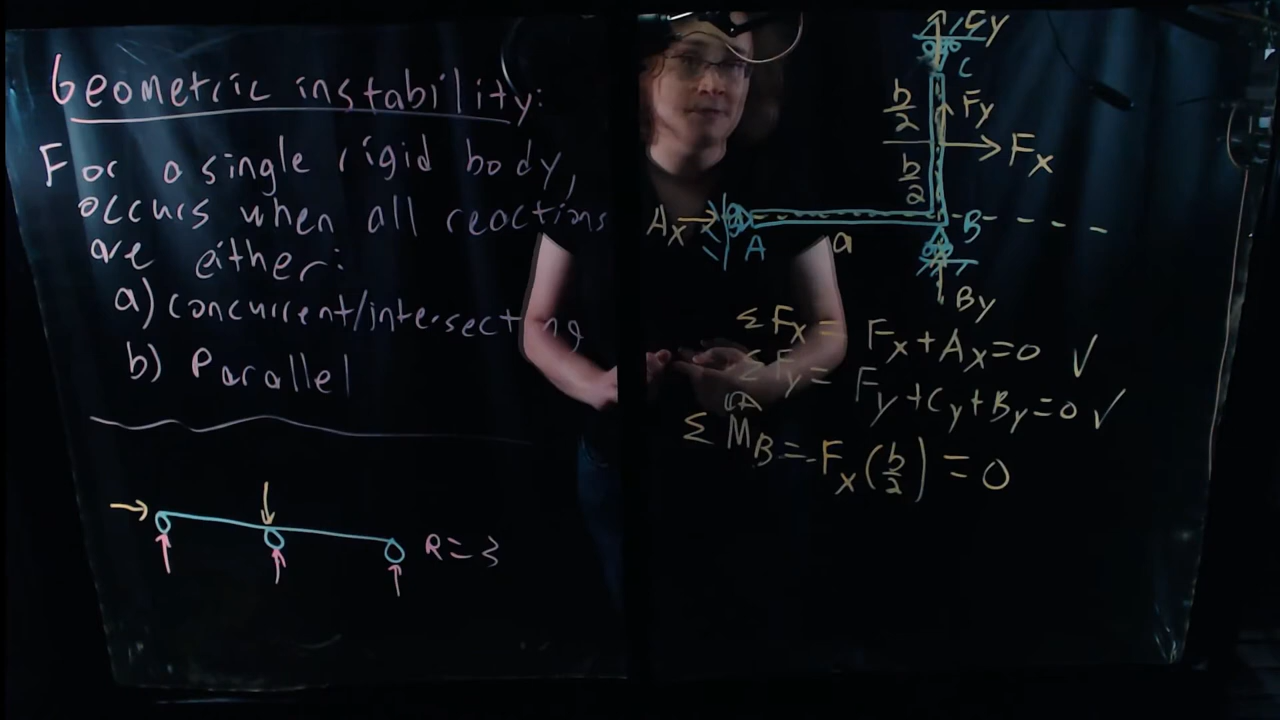 Geometric instability:
For a single rigid body,
occurs when all reactions
are either:
a) concurrent/intersecting
b) Parallel
R=3
Fy
C
b/2
Fy
Fx
b/2
Ax
A
a
B
By
ΣFx = Fx+Ax=0 ✓
ΣFy = Fy+Cy+By=0 ✓
ΣMB = -Fx(b/2) = 0